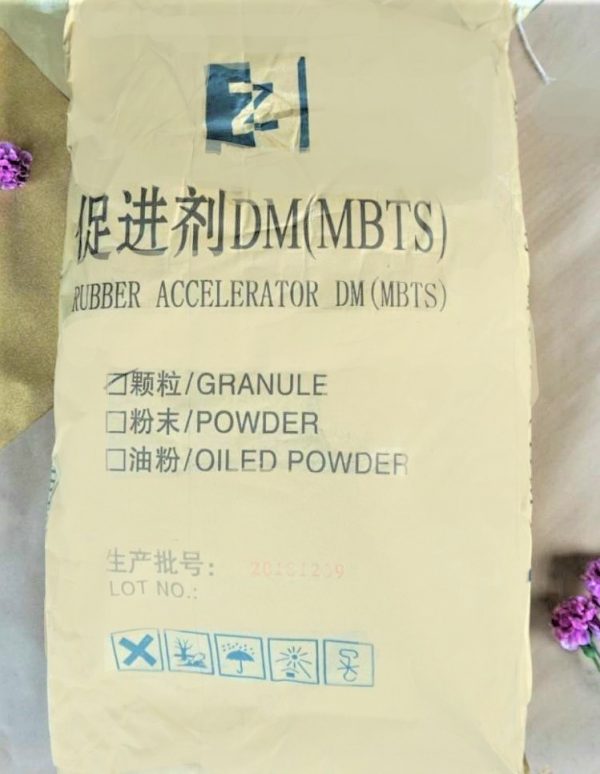 促进剂DM(MBTS)
RUBBER ACCELERATOR DM(MBTS)
颗粒/GRANULE
粉末/POWDER
油粉/OILED POWDER
生产批号:
LOT NO.: